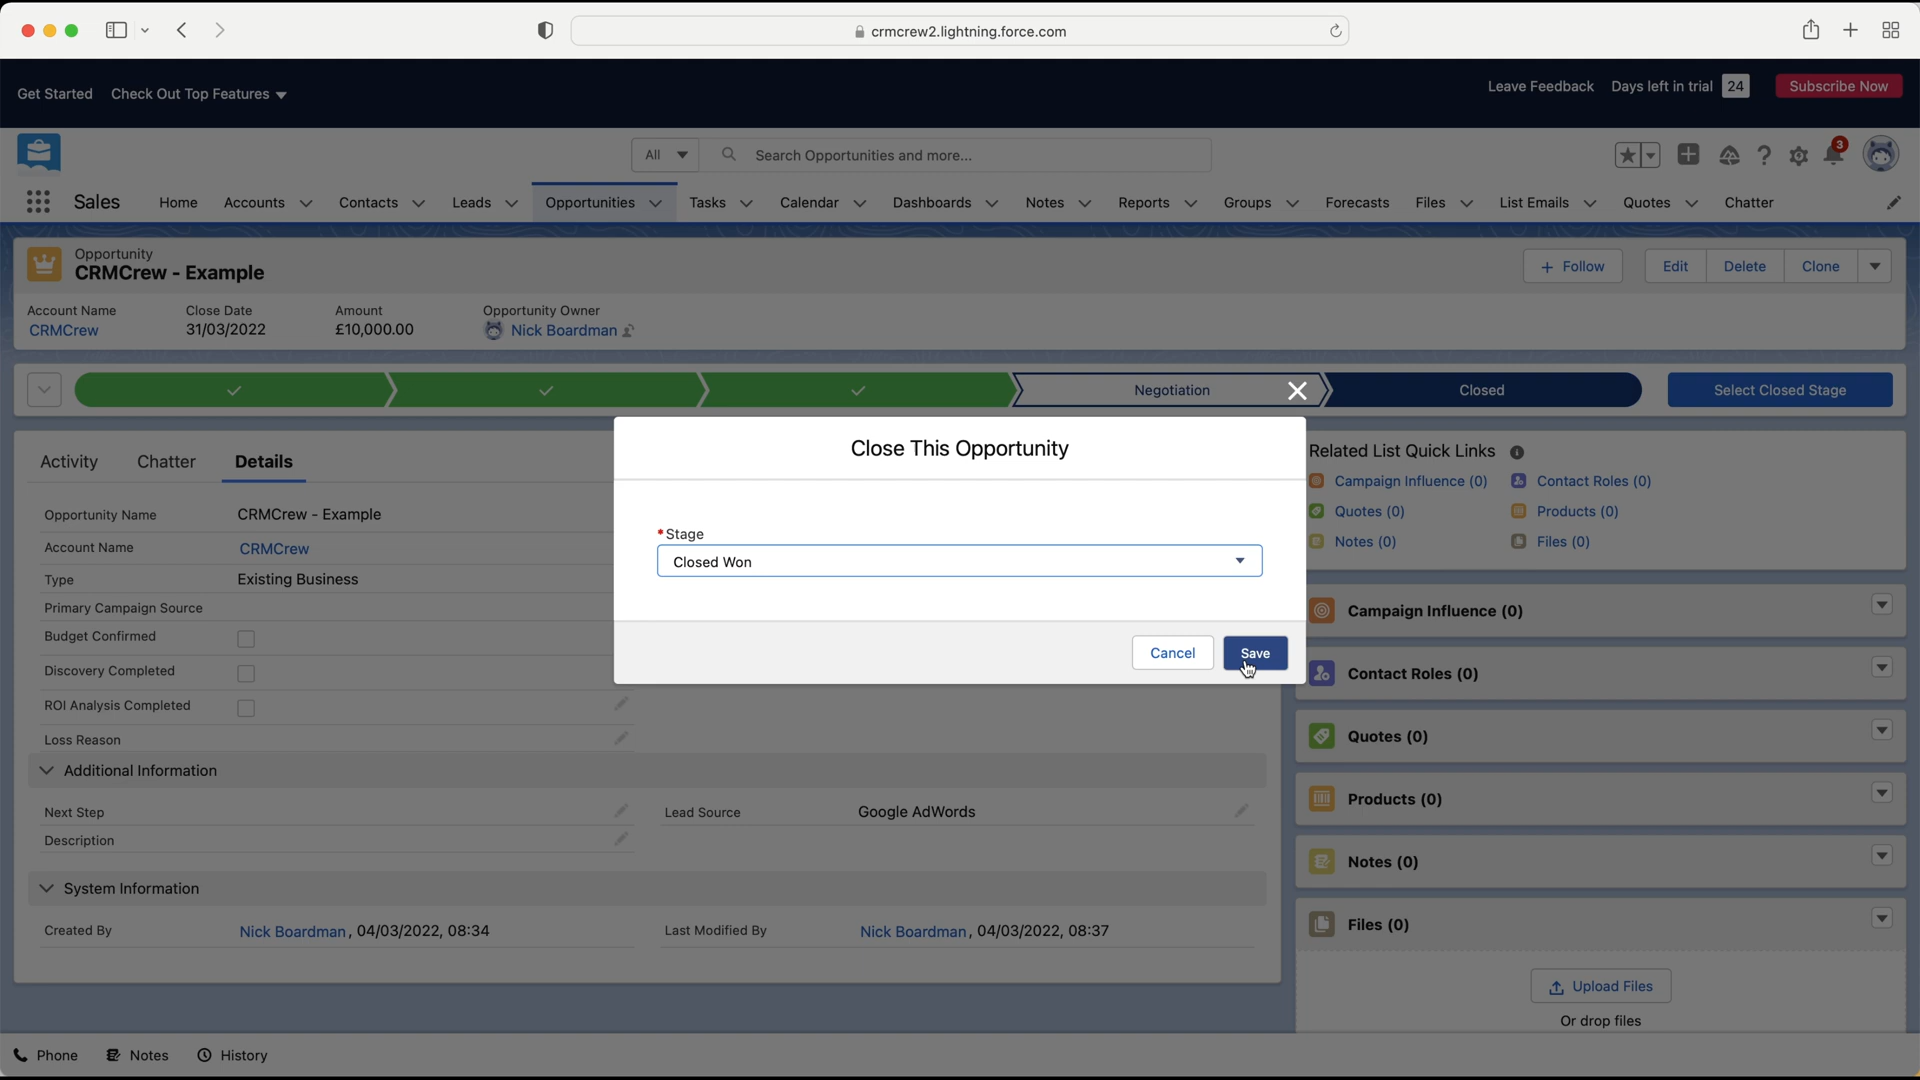 crmcrew2.lightning.force.com
Get Started Check Out Top Features
Leave Feedback Days left in trial 24 Subscribe Now
All Search Opportunities and more... 3
Sales Home Accounts Contacts Leads Opportunities Tasks Calendar Dashboards Notes Reports Groups Forecasts Files List Emails Quotes Chatter
Opportunity
CRMCrew - Example
Follow Edit Delete Clone
Account Name Close Date Amount Opportunity Owner
CRMCrew 31/03/2022 £10,000.00 Nick Boardman
Negotiation Closed Select Closed Stage
Close This Opportunity
*Stage
Closed Won
Cancel Save
Activity Chatter Details
Opportunity Name CRMCrew - Example
Account Name CRMCrew
Type Existing Business
Primary Campaign Source
Budget Confirmed
Discovery Completed
ROI Analysis Completed
Loss Reason
Additional Information
Next Step Lead Source Google AdWords
Description
System Information
Created By Nick Boardman, 04/03/2022, 08:34 Last Modified By Nick Boardman, 04/03/2022, 08:37
Related List Quick Links
Campaign Influence (0) Contact Roles (0)
Quotes (0) Products (0)
Notes (0) Files (0)
Campaign Influence (0)
Contact Roles (0)
Quotes (0)
Products (0)
Notes (0)
Files (0)
Upload Files
Or drop files
Phone Notes History